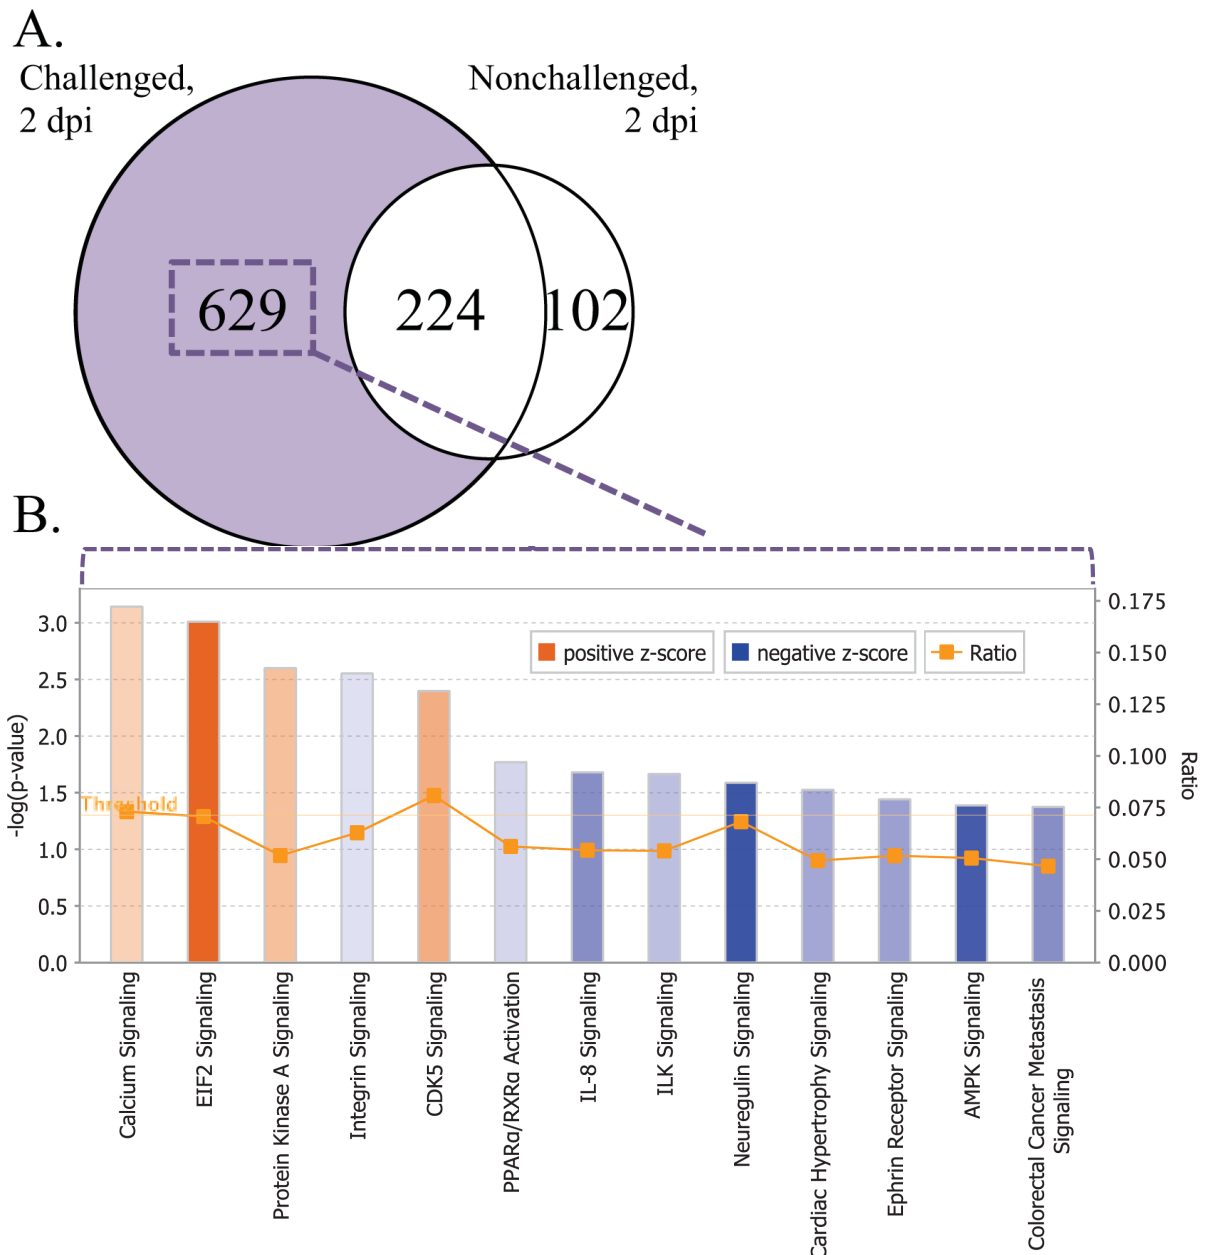 A.
Challenged,
2 dpi
Nonchallenged,
2 dpi
629
224
102
B.
3.0
2.5
2.0
1.5
1.0
0.5
0.0
-log(p-value)
Threshold
positive z-score
negative z-score
Ratio
0.175
0.150
0.125
0.100
0.075
0.050
0.025
0.000
Ratio
Calcium Signaling
EIF2 Signaling
Protein Kinase A Signaling
Integrin Signaling
CDK5 Signaling
PPARα/RXRα Activation
IL-8 Signaling
ILK Signaling
Neuregulin Signaling
Cardiac Hypertrophy Signaling
Ephrin Receptor Signaling
AMPK Signaling
Colorectal Cancer Metastasis
Signaling